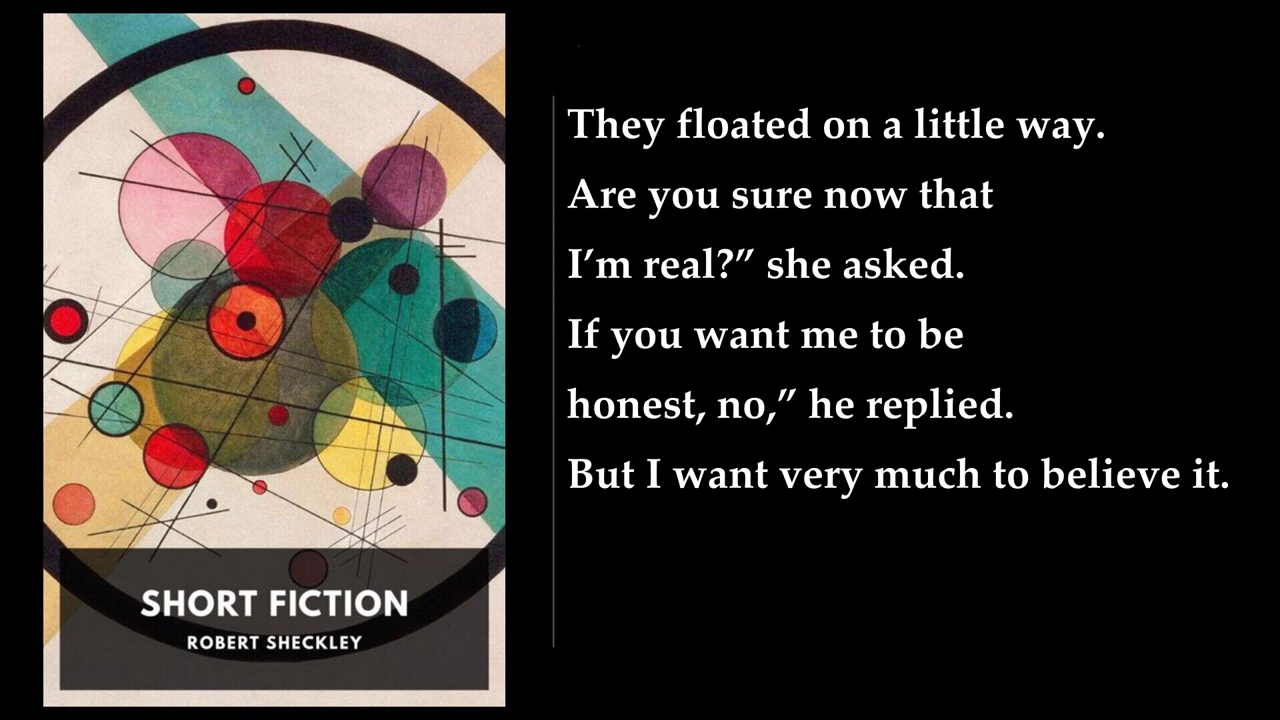 SHORT FICTION
ROBERT SHECKLEY
They floated on a little way.
Are you sure now that
I’m real?” she asked.
If you want me to be
honest, no,” he replied.
But I want very much to believe it.